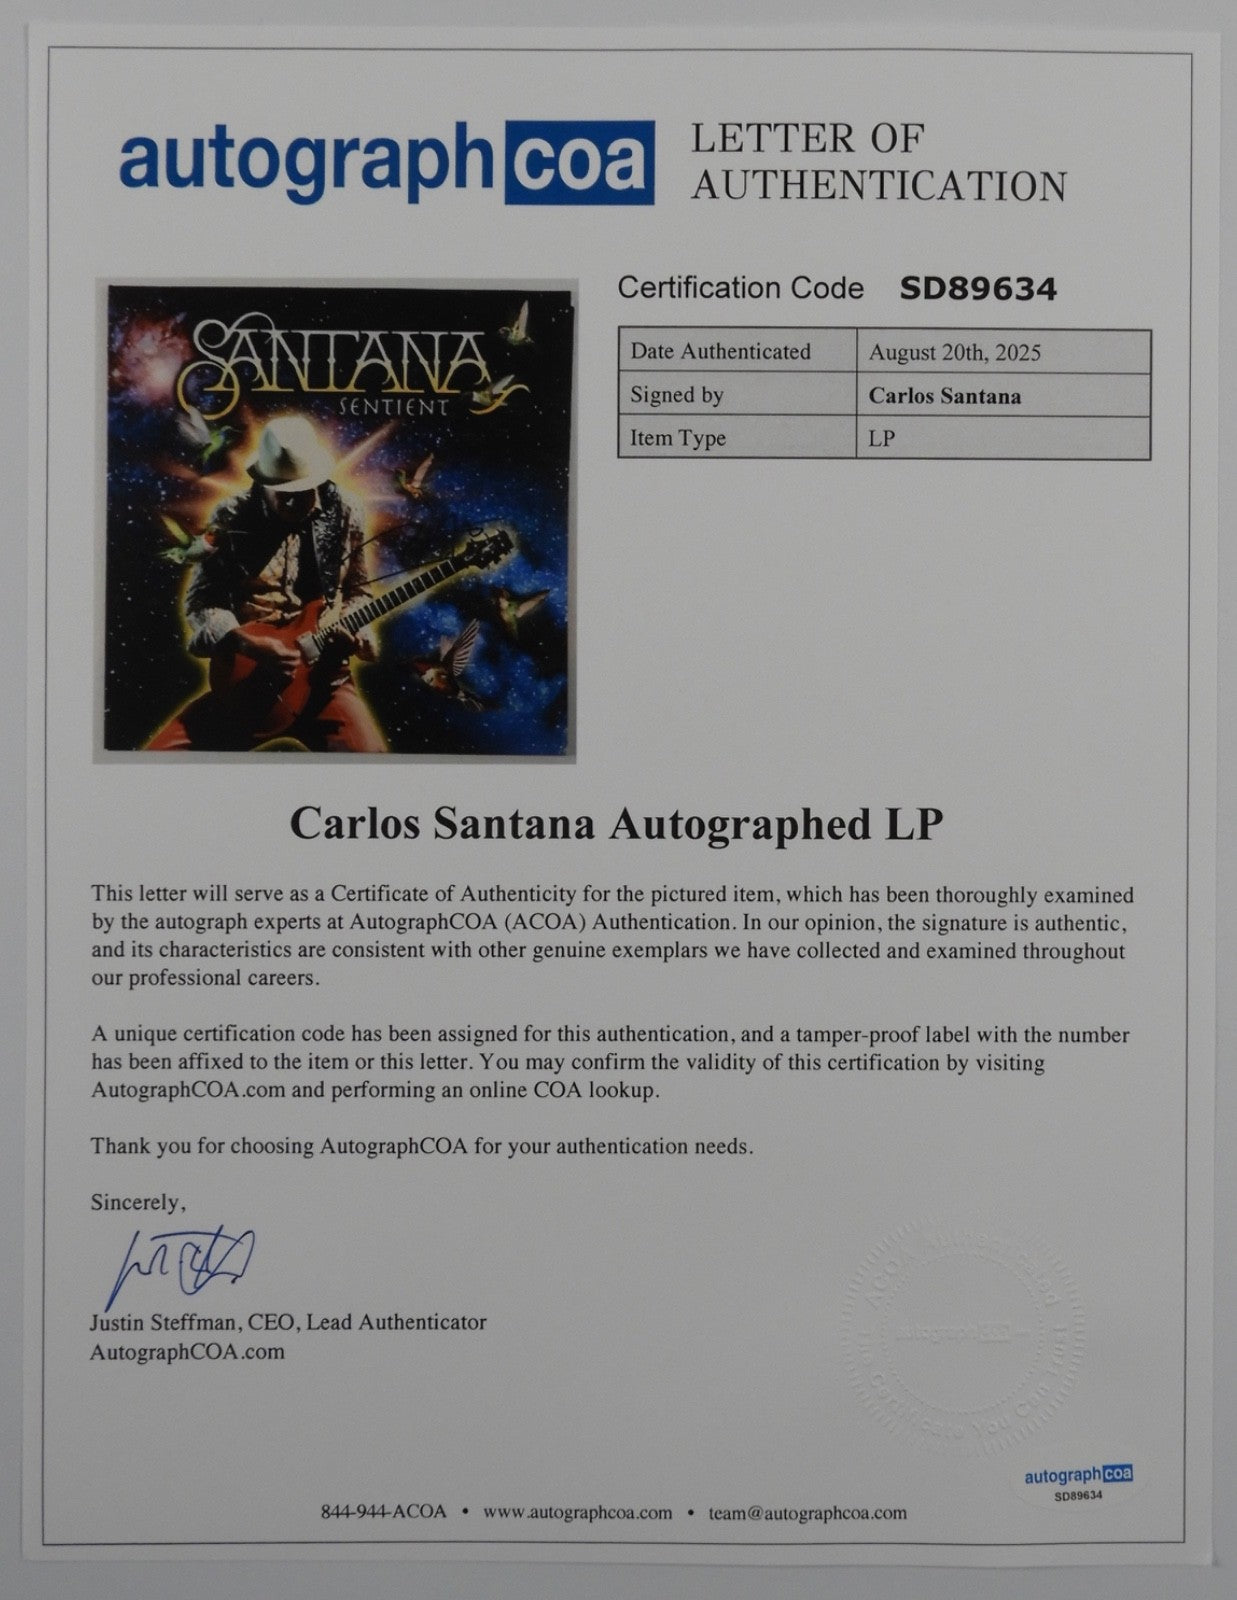 autographcoa
LETTER OF
AUTHENTICATION
Certification Code SD89634
Date Authenticated August 20th, 2025
Signed by Carlos Santana
Item Type LP
SANTANA
SENTIENT
Carlos Santana Autographed LP
This letter will serve as a Certificate of Authenticity for the pictured item, which has been thoroughly examined
by the autograph experts at AutographCOA (ACOA) Authentication. In our opinion, the signature is authentic,
and its characteristics are consistent with other genuine exemplars we have collected and examined throughout
our professional careers.
A unique certification code has been assigned for this authentication, and a tamper-proof label with the number
has been affixed to the item or this letter. You may confirm the validity of this certification by visiting
AutographCOA.com and performing an online COA lookup.
Thank you for choosing AutographCOA for your authentication needs.
Sincerely,
Justin Steffman, CEO, Lead Authenticator
AutographCOA.com
autographcoa
SD89634
844-944-ACOA • www.autographcoa.com • team@autographcoa.com